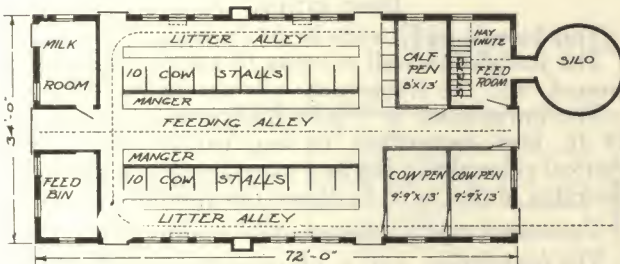 LITTER ALLEY
MILK
ROOM
10 COW STALLS
MANGER
FEEDING ALLEY
MANGER
10 COW STALLS
LITTER ALLEY
FEED
BIN
CALF
PEN
8'X13'
HAY
CHUTE
STEPS
FEED
ROOM
SILO
COW PEN
9'-9"X13'
COW PEN
9'-9"X13'
34'-0"
72'-0"